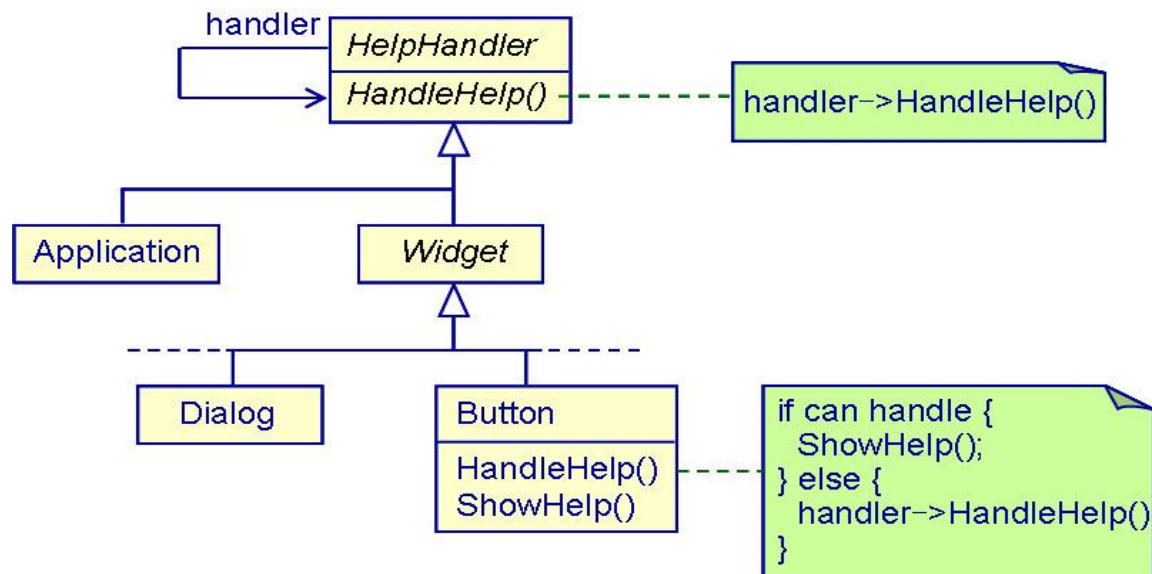 handler
HelpHandler
HandleHelp()
handler->HandleHelp()
Application
Widget
Dialog
Button
HandleHelp()
ShowHelp()
if can handle {
ShowHelp();
} else {
handler->HandleHelp()
}